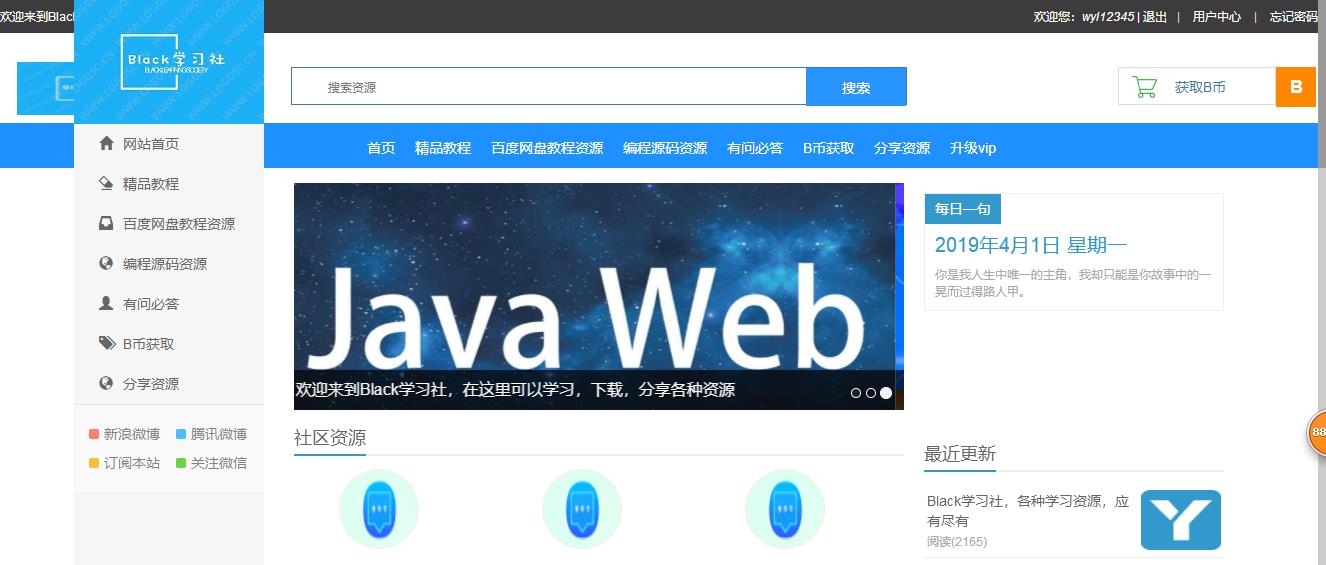 欢迎来到Blac
欢迎您：wyl12345 | 退出 | 用户中心 | 忘记密码
Black学习社
BLACKLEARNINGSOCIETY
WWW.LOGOSC.CN
搜索资源
搜索
获取B币
B
首页 精品教程 百度网盘教程资源 编程源码资源 有问必答 B币获取 分享资源 升级vip
网站首页
精品教程
百度网盘教程资源
编程源码资源
有问必答
B币获取
分享资源
新浪微博 腾讯微博
订阅本站 关注微信
Java Web
欢迎来到Black学习社，在这里可以学习，下载，分享各种资源
每日一句
2019年4月1日 星期一
你是我人生中唯一的主角，我却只能是你故事中的一
晃而过得路人甲。
社区资源
最近更新
Black学习社，各种学习资源，应
有尽有
阅读(2165)
88